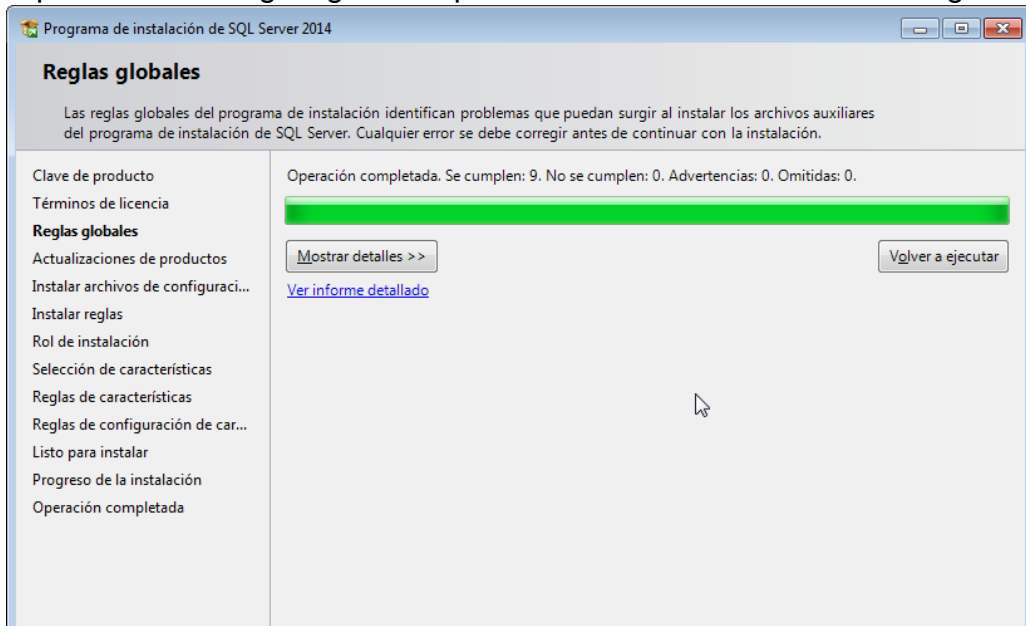 Programa de instalación de SQL Server 2014
Reglas globales
Las reglas globales del programa de instalación identifican problemas que puedan surgir al instalar los archivos auxiliares
del programa de instalación de SQL Server. Cualquier error se debe corregir antes de continuar con la instalación.
Clave de producto
Términos de licencia
Reglas globales
Actualizaciones de productos
Instalar archivos de configuraci...
Instalar reglas
Rol de instalación
Selección de características
Reglas de características
Reglas de configuración de car...
Listo para instalar
Progreso de la instalación
Operación completada
Operación completada. Se cumplen: 9. No se cumplen: 0. Advertencias: 0. Omitidas: 0.
Mostrar detalles >>
Volver a ejecutar
Ver informe detallado